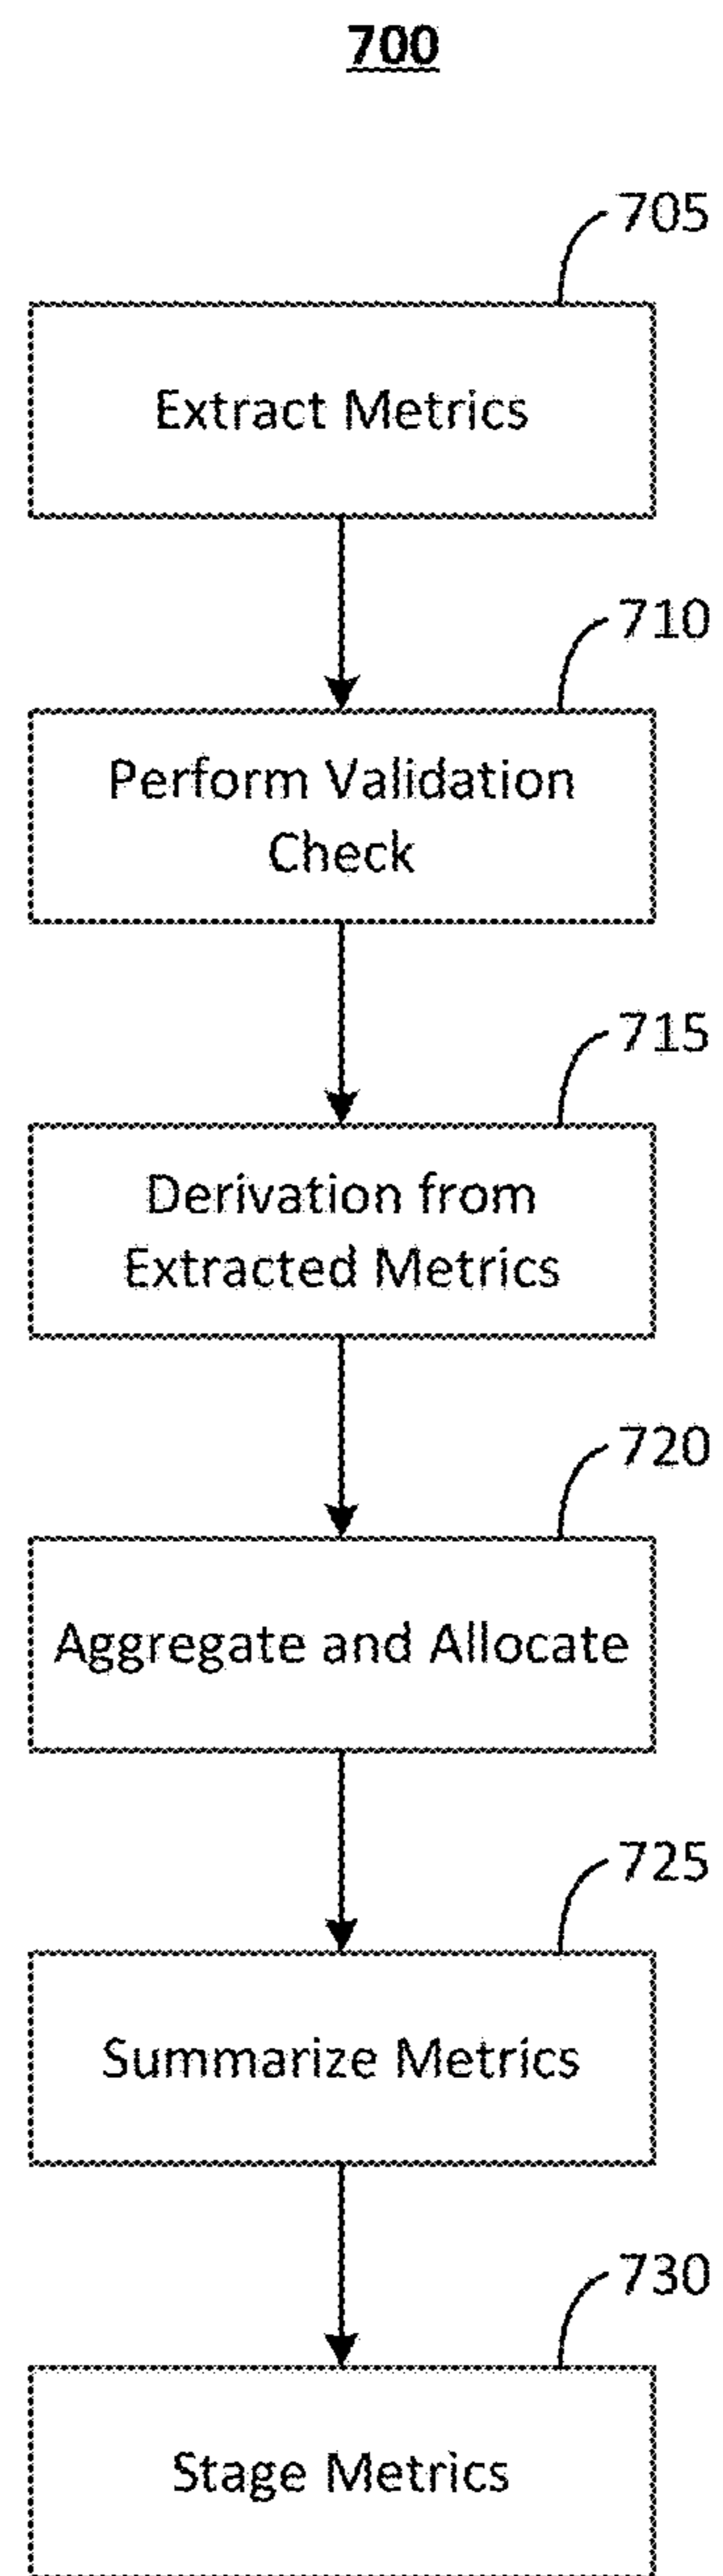 700
705
Extract Metrics
710
Perform Validation
Check
715
Derivation from
Extracted Metrics
720
Aggregate and Allocate
725
Summarize Metrics
730
Stage Metrics